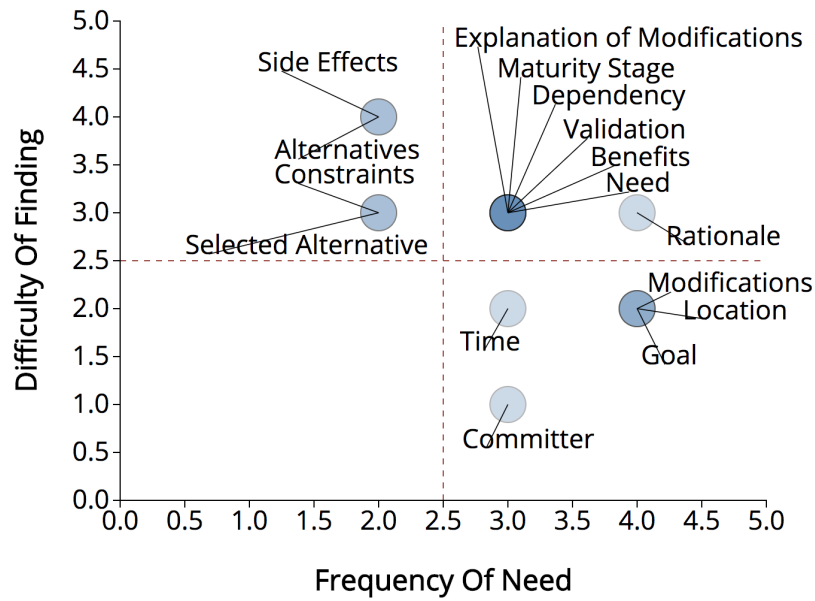 5.0
4.5
4.0
3.5
3.0
2.5
2.0
1.5
1.0
0.5
0.0
Difficulty Of Finding
Explanation of Modifications
Side Effects
Maturity Stage
Dependency
Validation
Alternatives
Benefits
Constraints
Need
Rationale
Selected Alternative
Modifications
Location
Time
Goal
Committer
0.0 0.5 1.0 1.5 2.0 2.5 3.0 3.5 4.0 4.5 5.0
Frequency Of Need